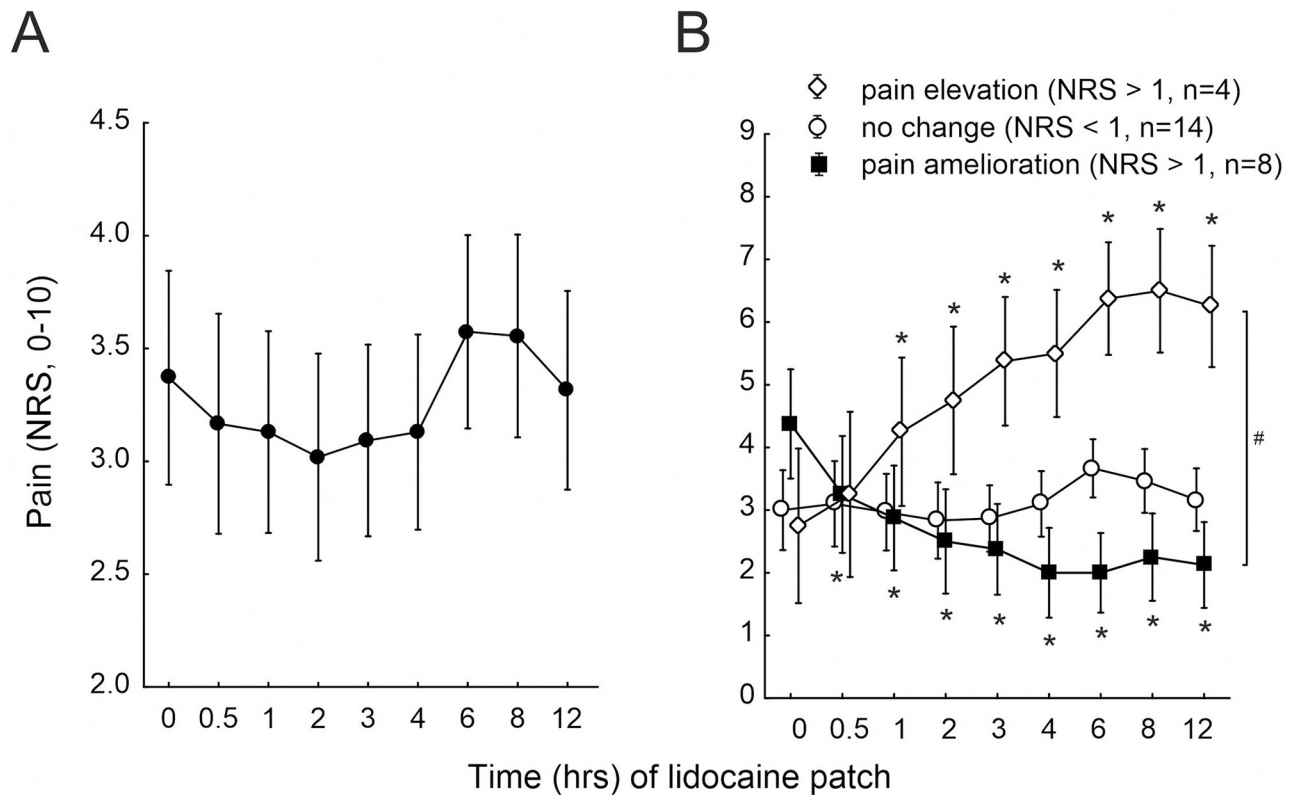 A
B
pain elevation (NRS > 1, n=4)
no change (NRS < 1, n=14)
pain amelioration (NRS > 1, n=8)
Pain (NRS, 0-10)
4.5
4.0
3.5
3.0
2.5
2.0
0 0.5 1 2 3 4 6 8 12
9
8
7
6
5
4
3
2
1
0
* * * * * * *
* * * * * * * *
#
0 0.5 1 2 3 4 6 8 12
Time (hrs) of lidocaine patch